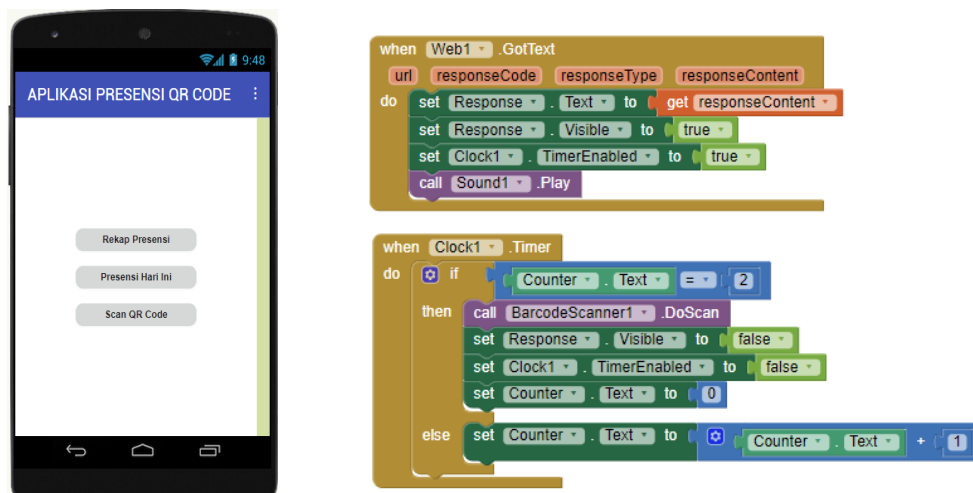 9:48
APLIKASI PRESENSI QR CODE
Rekap Presensi
Presensi Hari Ini
Scan QR Code
when Web1 .GotText
url responseCode responseType responseContent
do set Response . Text to get responseContent
set Response . Visible to true
set Clock1 . TimerEnabled to true
call Sound1 .Play
when Clock1 .Timer
do if Counter . Text = 2
then call BarcodeScanner1 .DoScan
set Response . Visible to false
set Clock1 . TimerEnabled to false
set Counter . Text to 0
else set Counter . Text to Counter . Text + 1